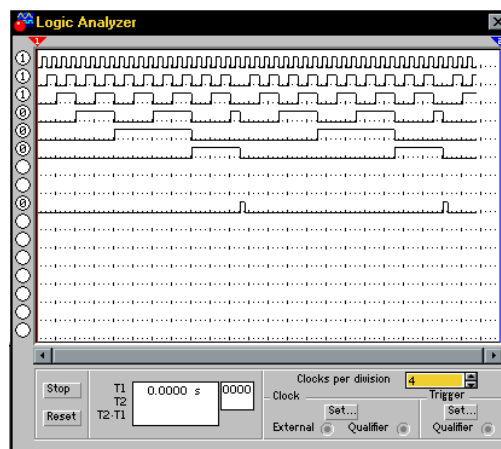 Logic Analyzer
1
1
1
1
0
0
0
0
Clocks per division 4
Stop
T1 0.0000 s 0000
Clock
Trigger
T2
Set...
Set...
Reset
T2-T1
External
Qualifier
Qualifier